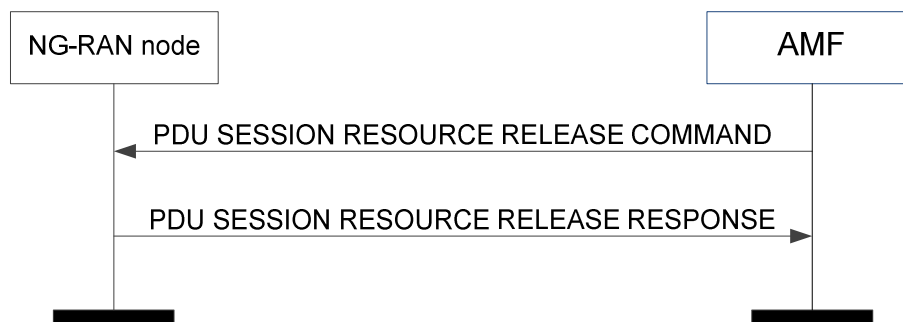 NG-RAN node
AMF
PDU SESSION RESOURCE RELEASE COMMAND
PDU SESSION RESOURCE RELEASE RESPONSE